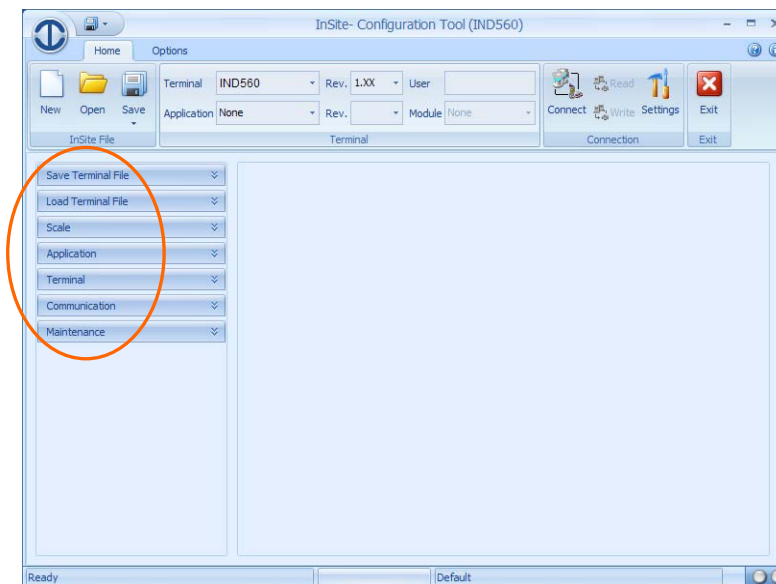 InSite- Configuration Tool (IND560)
Home Options
Terminal IND560 Rev. 1.XX User
Read
New Open Save Connect Settings Exit
Application None Rev. Module None
Write
InSite File Terminal Connection Exit
Save Terminal File
Load Terminal File
Scale
Application
Terminal
Communication
Maintenance
Ready Default